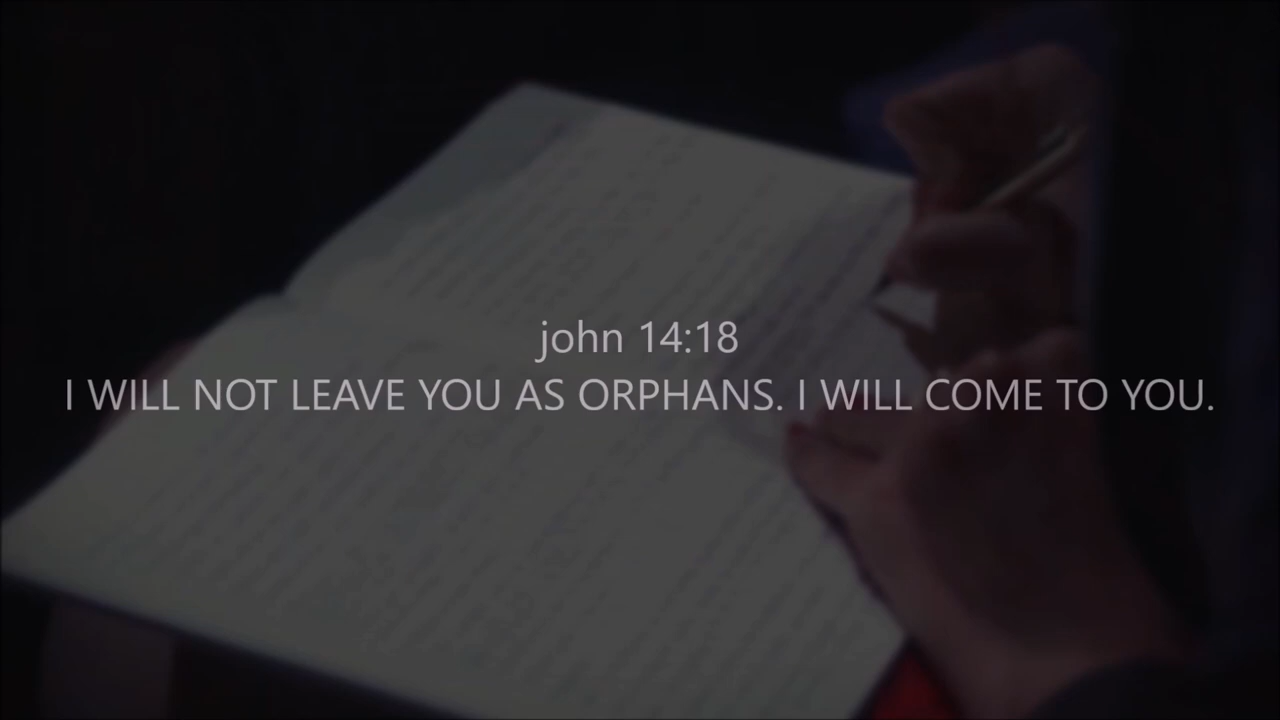 john 14:18
I WILL NOT LEAVE YOU AS ORPHANS. I WILL COME TO YOU.